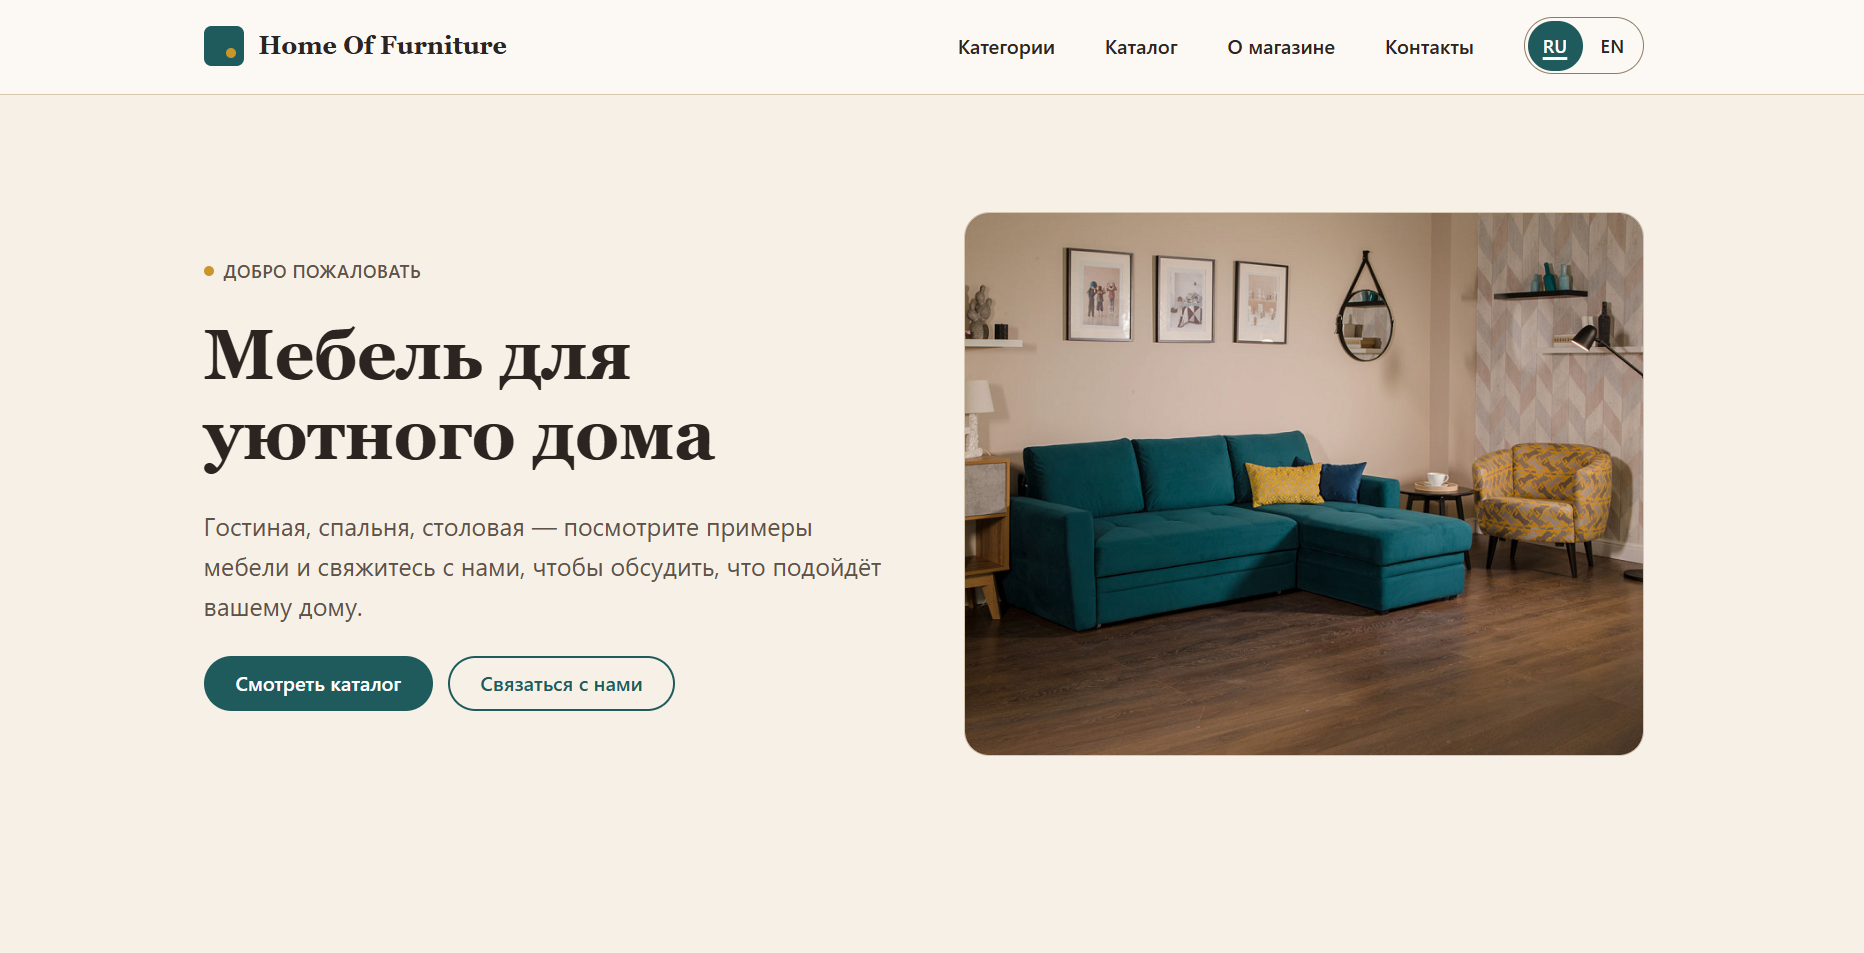 Home Of Furniture
Категории
Каталог
О магазине
Контакты
RU
EN
ДОБРО ПОЖАЛОВАТЬ
Мебель для
уютного дома
Гостиная, спальня, столовая — посмотрите примеры
мебели и свяжитесь с нами, чтобы обсудить, что подойдёт
вашему дому.
Смотреть каталог
Связаться с нами